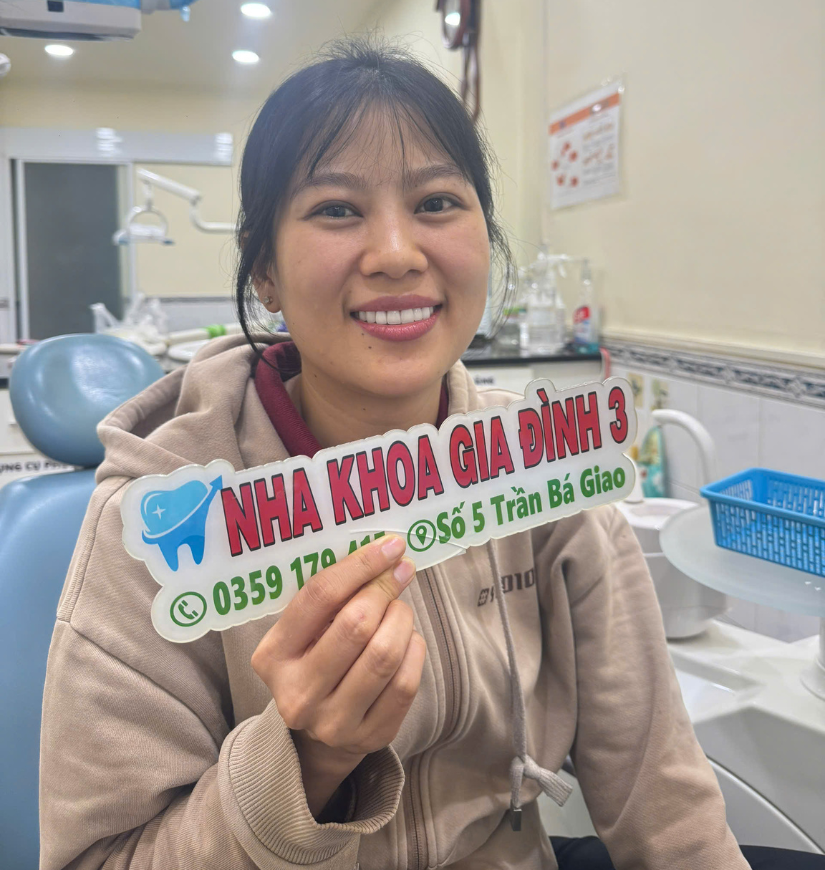 NHA KHOA GIA ĐÌNH 3
0359 179 Số 5 Trần Bá Giao